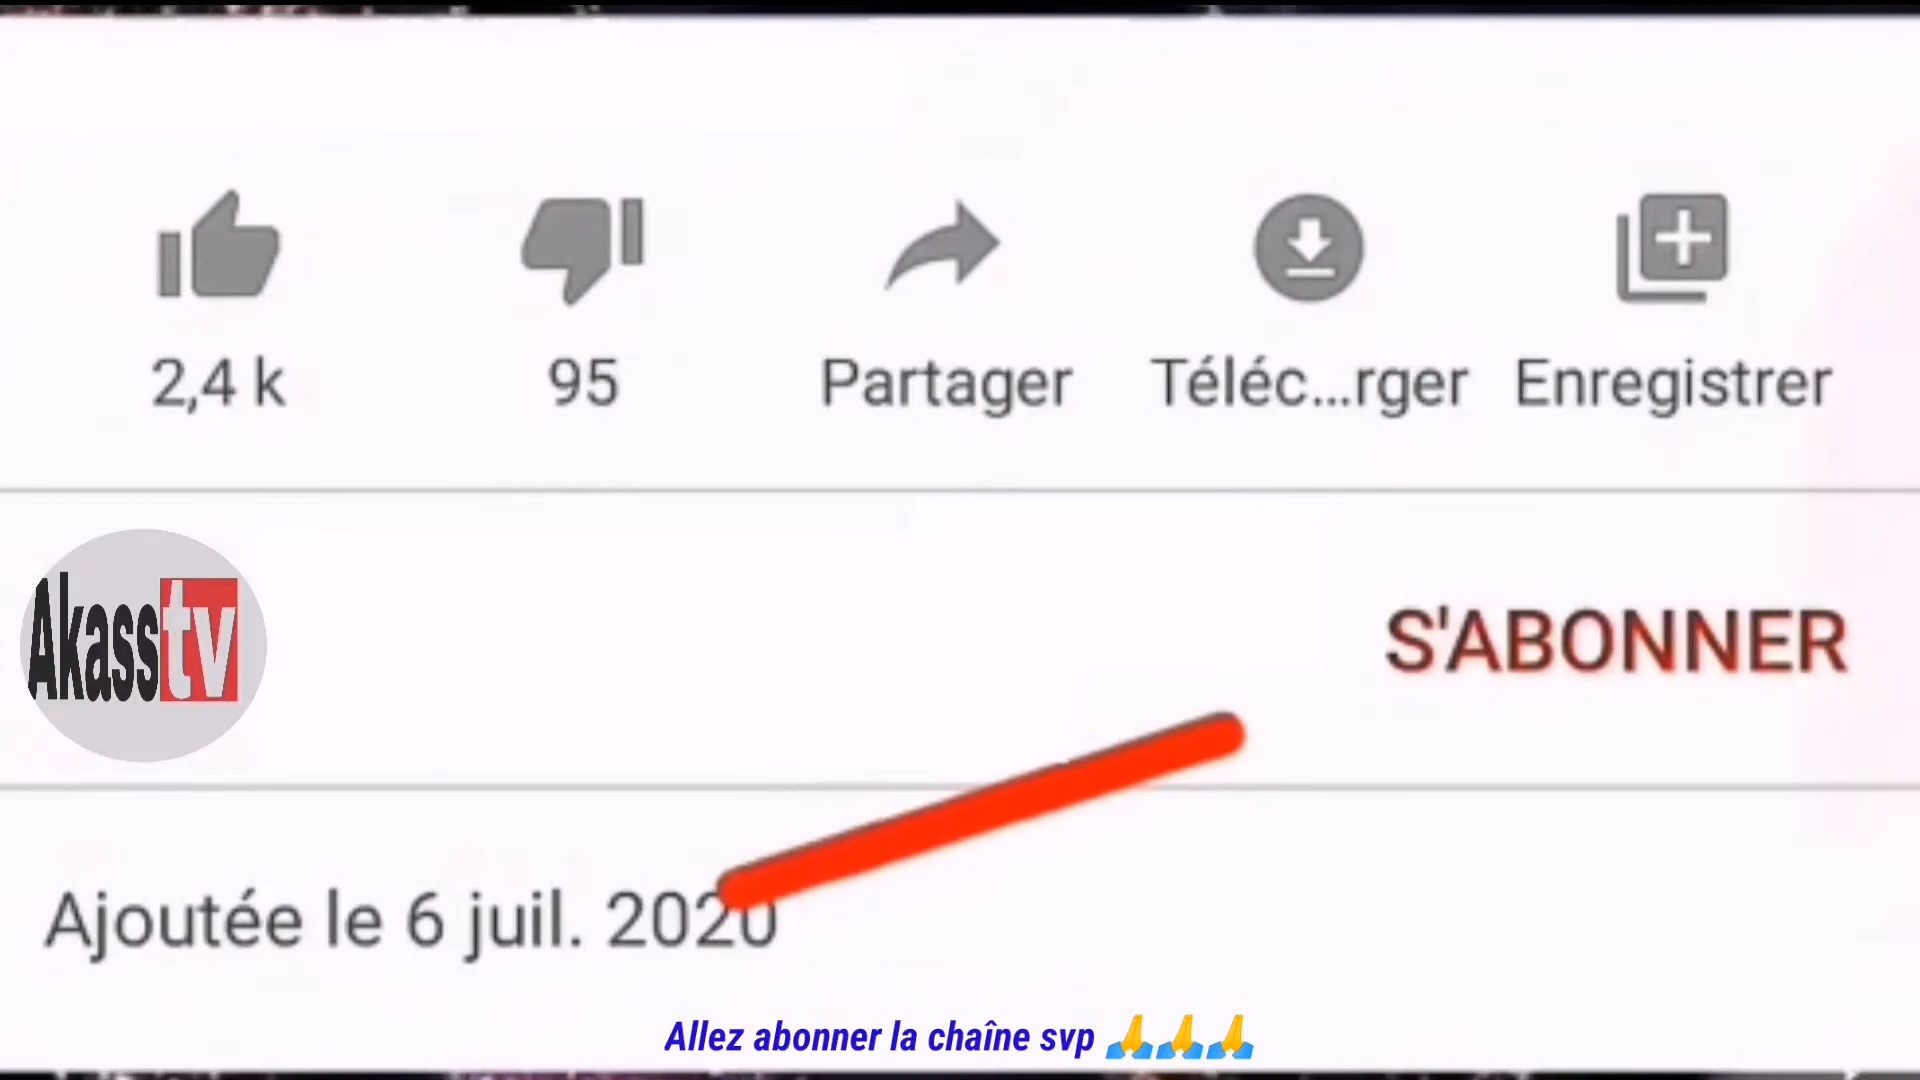 2,4 k 95 Partager Téléc...rger Enregistrer
Akasstv S'ABONNER
Ajoutée le 6 juil. 2020
Allez abonner la chaîne svp 🙏🙏🙏